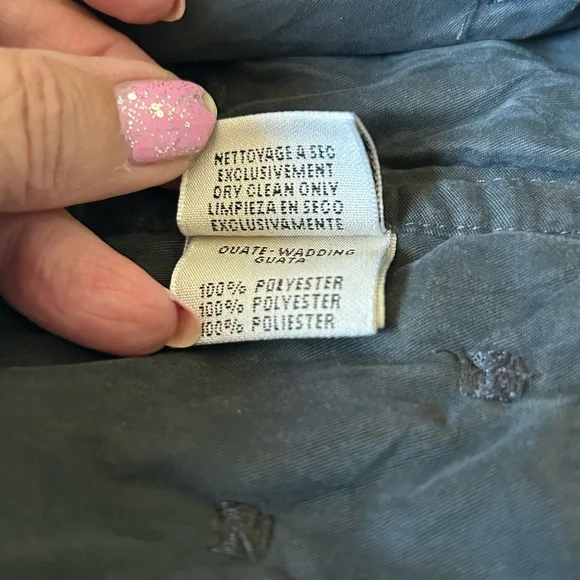 NETTOYAGE A SEC
EXCLUSIVEMENT
DRY CLEAN ONLY
LIMPIEZA EN SECO
EXCLUSIVAMENTE
OUATE-WADDING
GUATA
100% POLYESTER
100% POLYESTER
100% POLIESTER